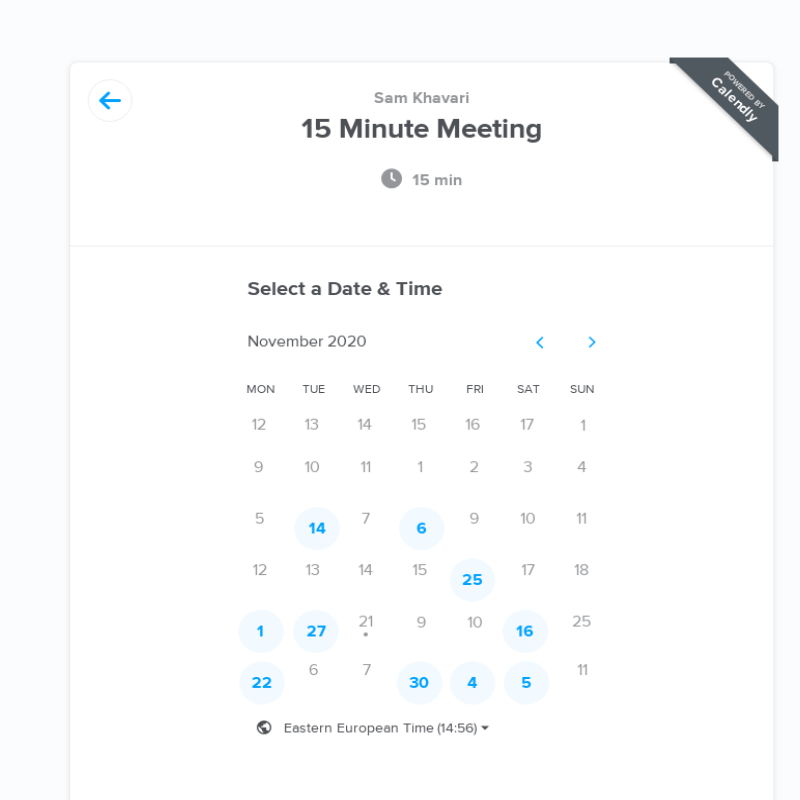 POWERED BY
Calendly
Sam Khavari
15 Minute Meeting
15 min
Select a Date & Time
November 2020
MON TUE WED THU FRI SAT SUN
12 13 14 15 16 17 1
9 10 11 1 2 3 4
5 14 7 6 9 10 11
12 13 14 15 25 17 18
1 27 21 9 10 16 25
22 6 7 30 4 5 11
Eastern European Time (14:56)